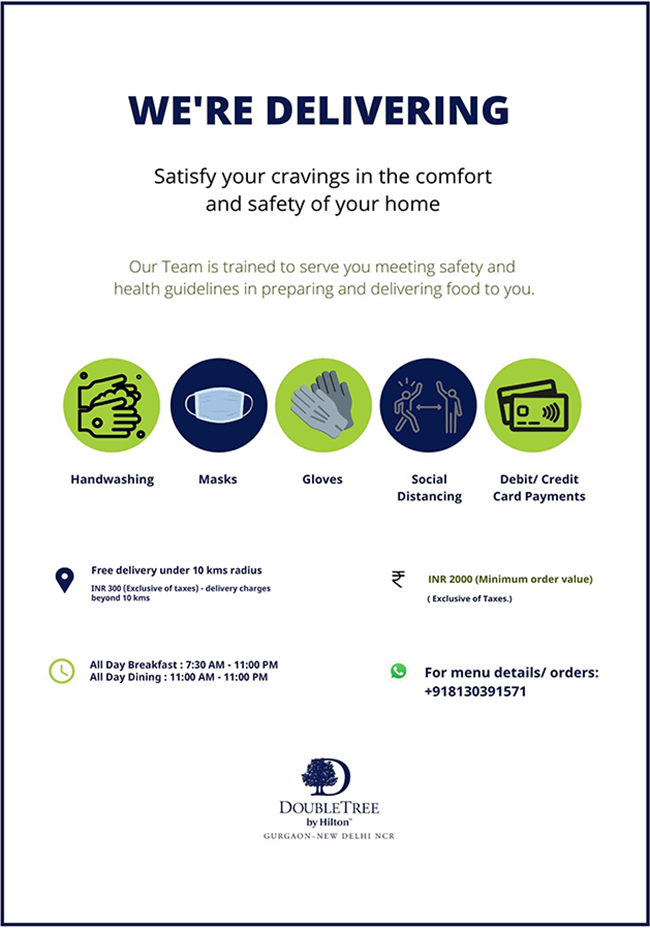 WE'RE DELIVERING
Satisfy your cravings in the comfort
and safety of your home
Our Team is trained to serve you meeting safety and
health guidelines in preparing and delivering food to you.
Handwashing
Masks
Gloves
Social
Distancing
Debit/ Credit
Card Payments
Free delivery under 10 kms radius
INR 300 (Exclusive of taxes) - delivery charges
beyond 10 kms
₹
INR 2000 (Minimum order value)
( Exclusive of Taxes.)
All Day Breakfast : 7:30 AM - 11:00 PM
All Day Dining : 11:00 AM - 11:00 PM
For menu details/ orders:
+918130391571
D
DOUBLETREE
by Hilton™
GURGAON–NEW DELHI NCR